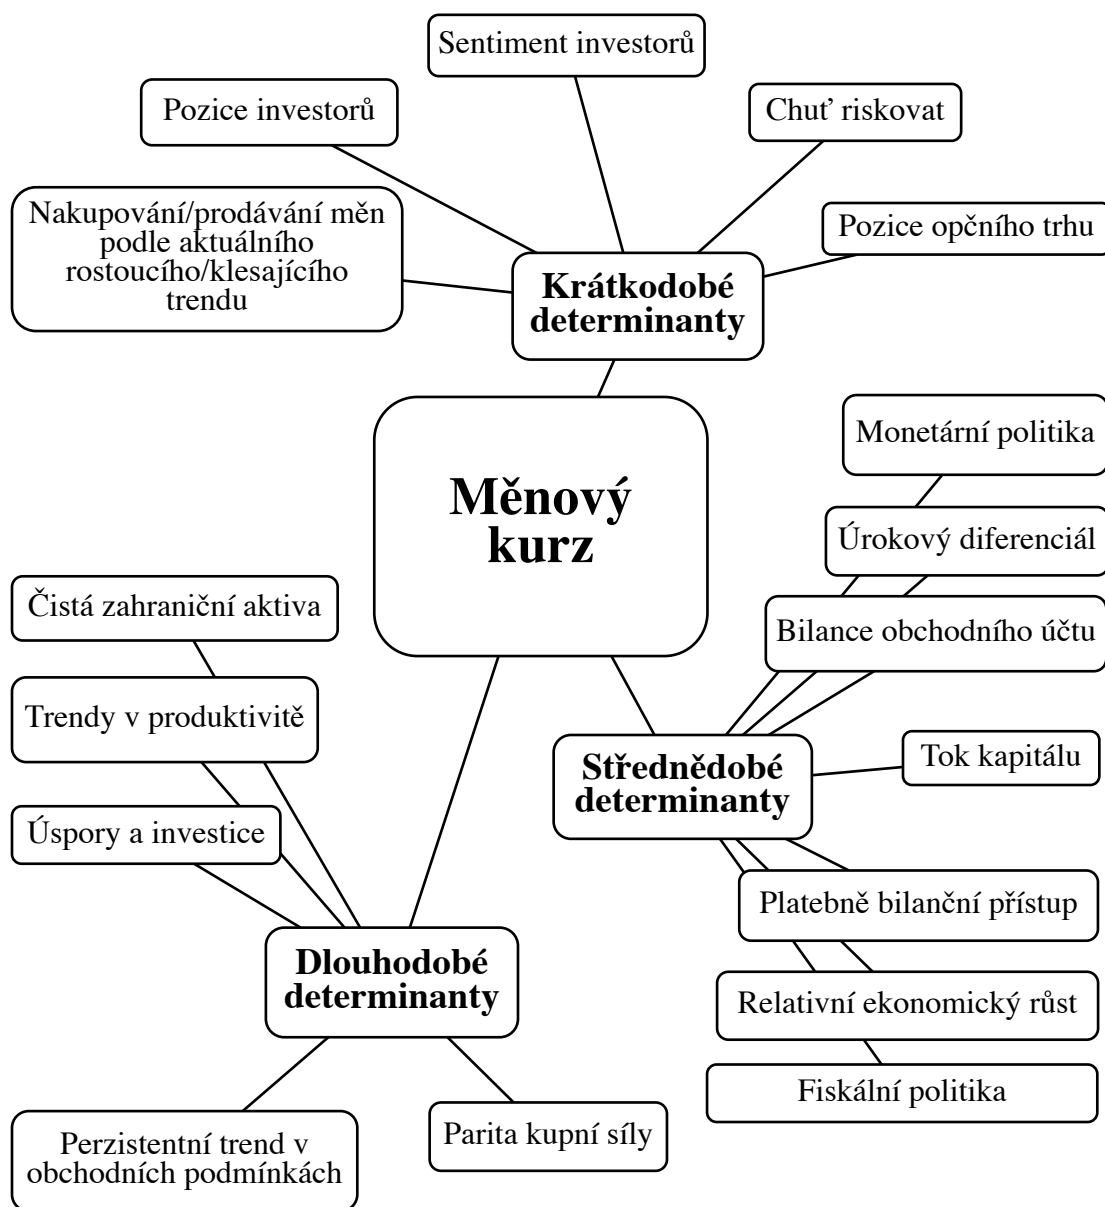 Sentiment investorů
Pozice investorů
Chuť riskovat
Nakupování/prodávání měn
podle aktuálního
rostoucího/klesajícího
trendu
Pozice opčního trhu
Krátkodobé
determinanty
Monetární politika
Měnový
kurz
Úrokový diferenciál
Čistá zahraniční aktiva
Bilance obchodního účtu
Trendy v produktivitě
Střednědobé
determinanty
Tok kapitálu
Úspory a investice
Platebně bilanční přístup
Dlouhodobé
determinanty
Relativní ekonomický růst
Fiskální politika
Perzistentní trend v
obchodních podmínkách
Parita kupní síly